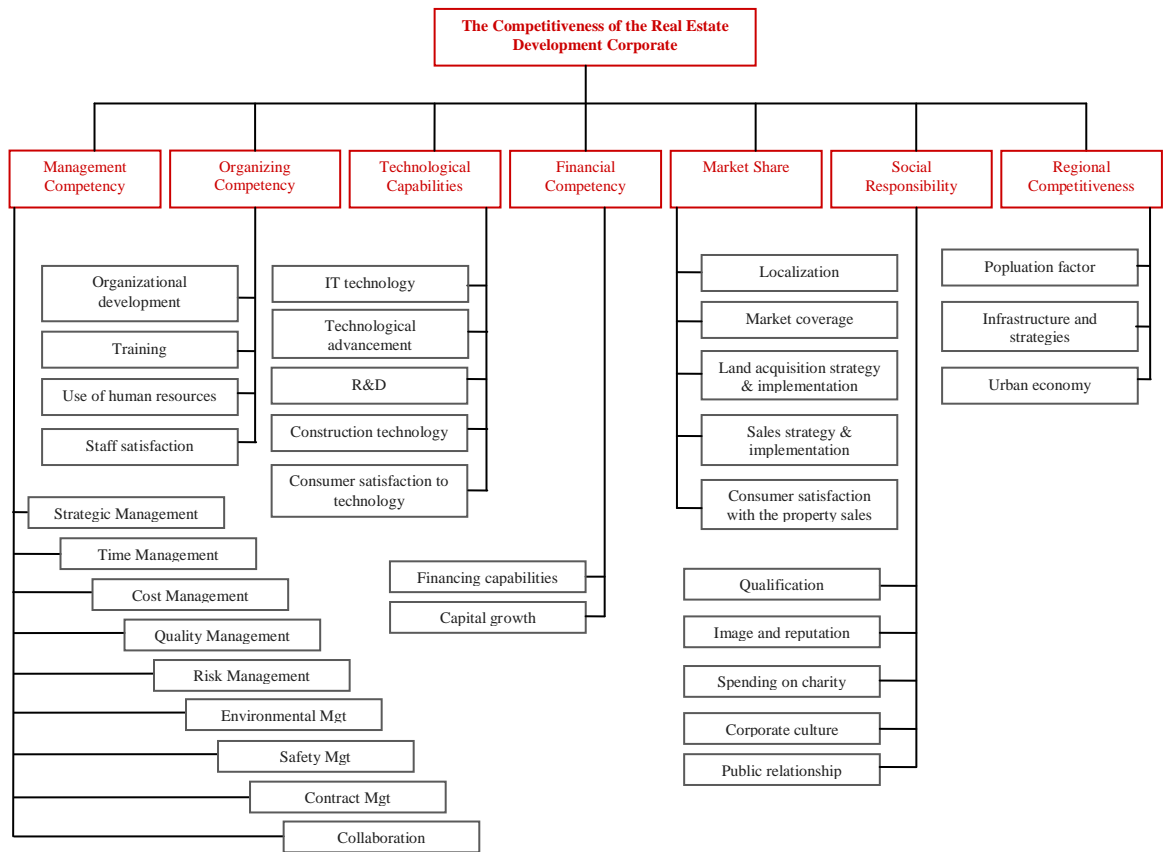 The Competitiveness of the Real Estate
Development Corporate
Management
Competency
Organizing
Competency
Technological
Capabilities
Financial
Competency
Market Share
Social
Responsibility
Regional
Competitiveness
Organizational
development
Training
Use of human resources
Staff satisfaction
IT technology
Technological
advancement
R&D
Construction technology
Consumer satisfaction to
technology
Localization
Market coverage
Land acquisition strategy
& implementation
Sales strategy &
implementation
Consumer satisfaction
with the property sales
Popluation factor
Infrastructure and
strategies
Urban economy
Strategic Management
Time Management
Cost Management
Quality Management
Risk Management
Environmental Mgt
Safety Mgt
Contract Mgt
Collaboration
Financing capabilities
Capital growth
Qualification
Image and reputation
Spending on charity
Corporate culture
Public relationship